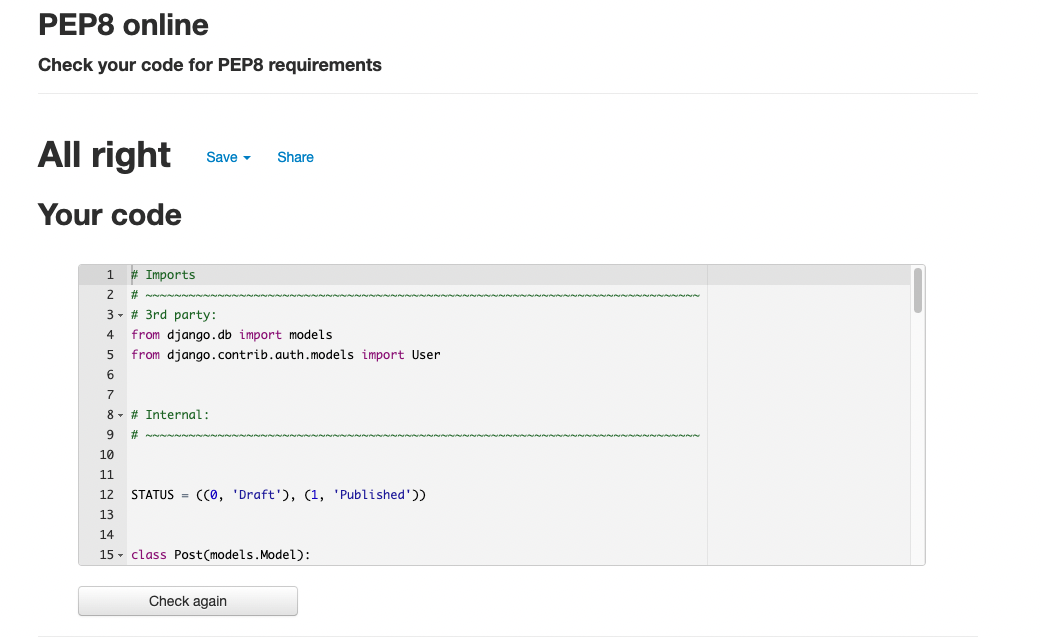 PEP8 online
Check your code for PEP8 requirements
All right Save Share
Your code
1 # Imports
2 # ~~~~~~~~~~~~~~~~~~~~~~~~~~~~~~~~~~~~~~~~~~~~~~~~~~~~~~~~~~~~~~~~~~~~~~~~~~~~~
3 # 3rd party:
4 from django.db import models
5 from django.contrib.auth.models import User
6
7
8 # Internal:
9 # ~~~~~~~~~~~~~~~~~~~~~~~~~~~~~~~~~~~~~~~~~~~~~~~~~~~~~~~~~~~~~~~~~~~~~~~~~~~~~
10
11
12 STATUS = ((0, 'Draft'), (1, 'Published'))
13
14
15 class Post(models.Model):
Check again